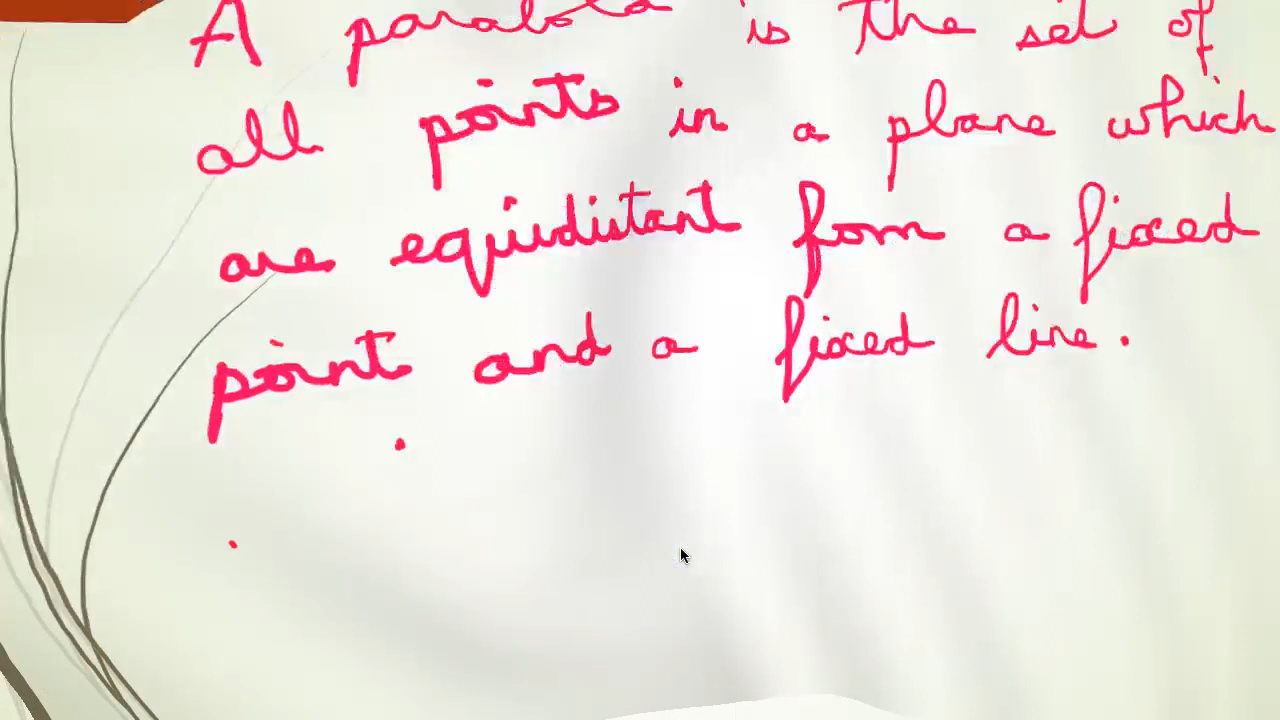 A parabola is the set of
all points in a plane which
are equidistant from a fixed
point and a fixed line.